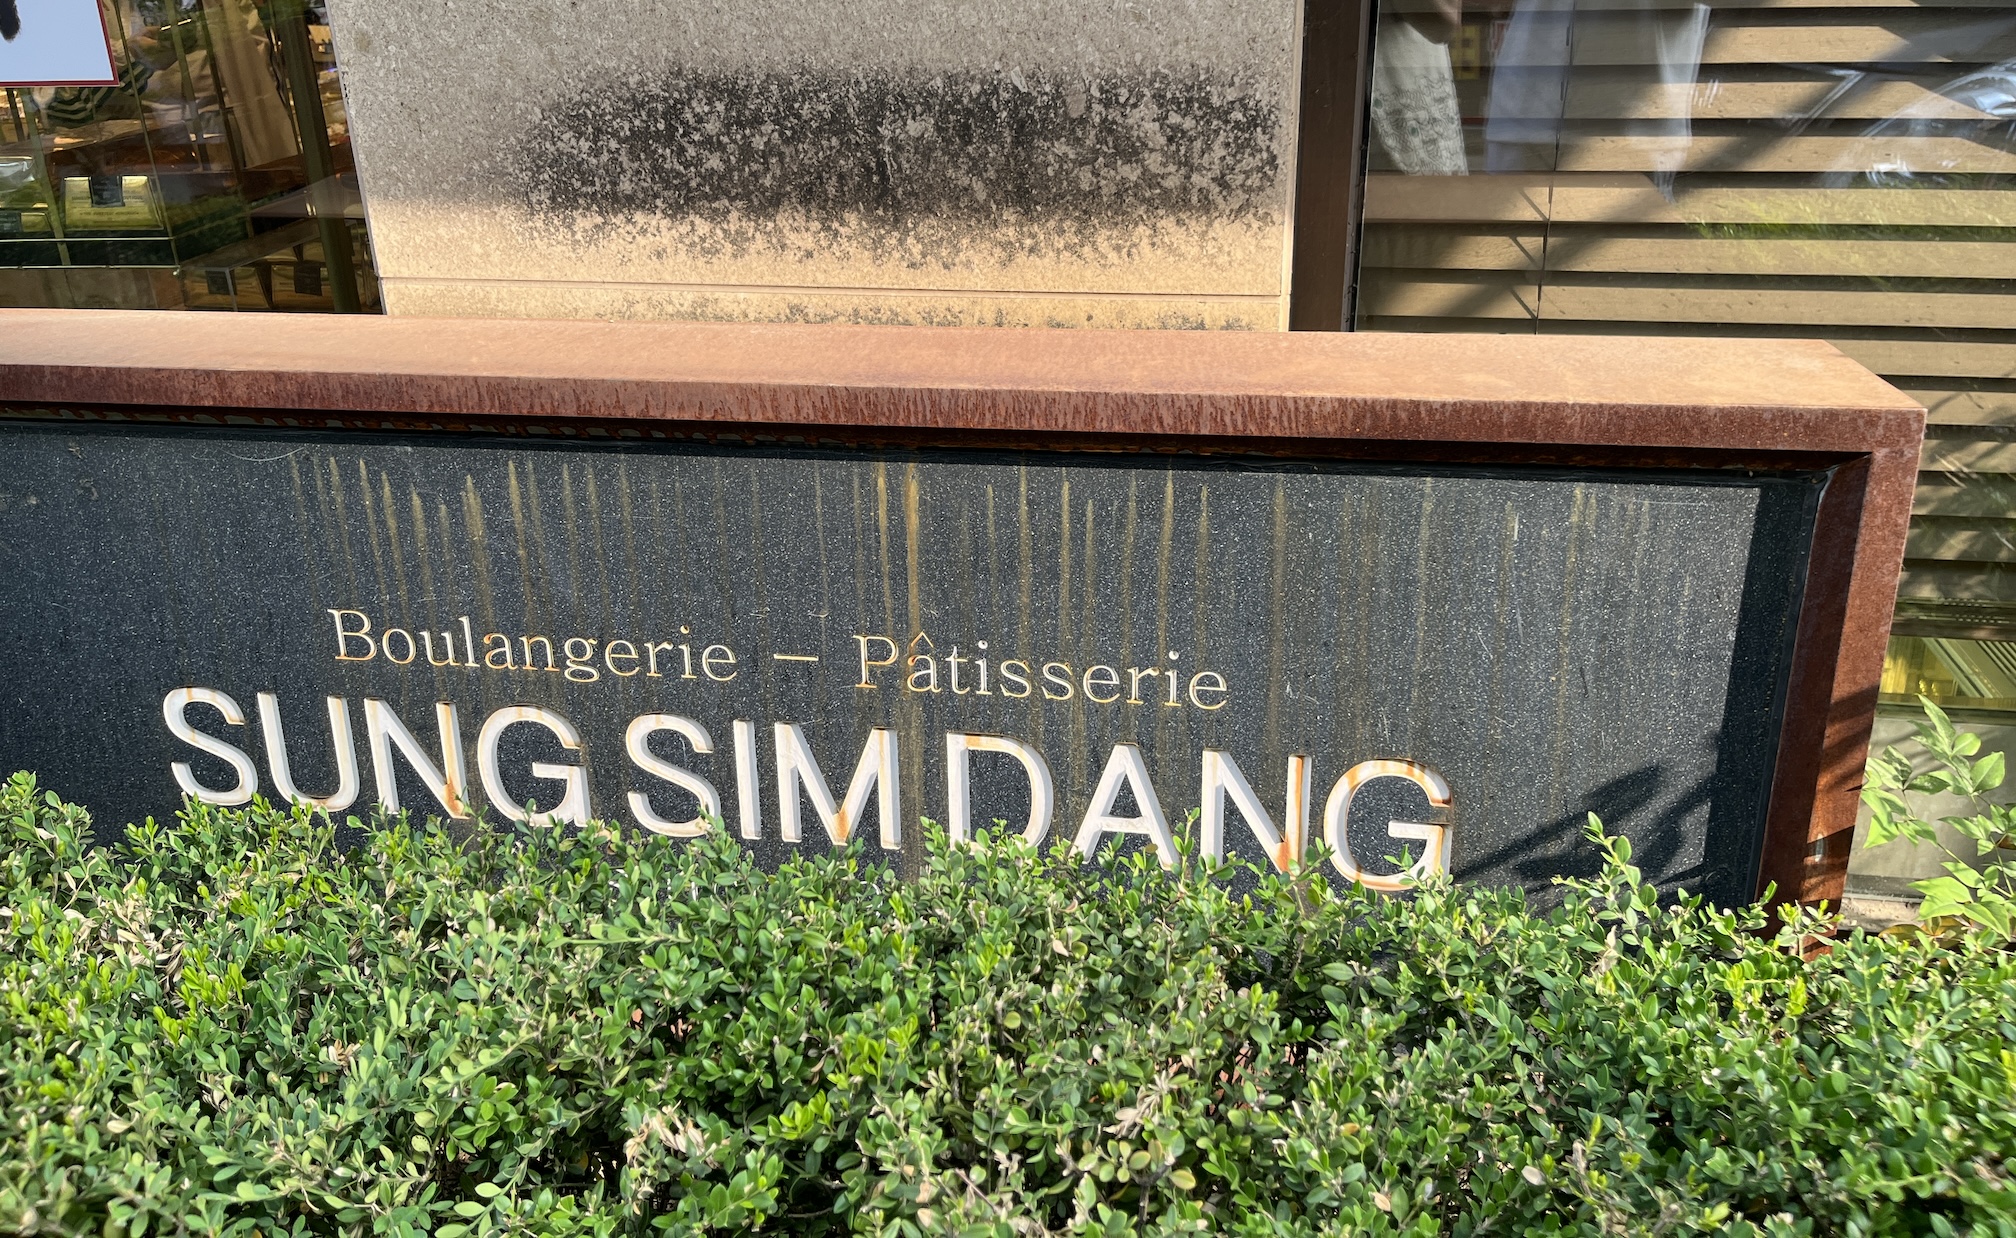 Boulangerie – Pâtisserie
SUNG SIM DANG